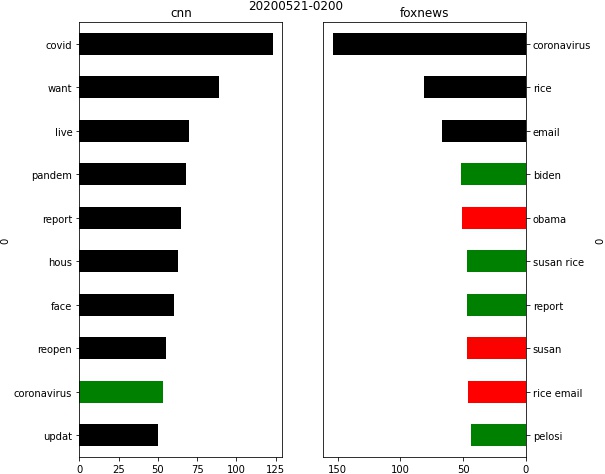 20200521-0200
cnn
foxnews
covid
want
live
pandem
report
hous
face
reopen
coronavirus
updat
0
0 25 50 75 100 125
coronavirus
rice
email
biden
obama
susan rice
report
susan
rice email
pelosi
0
150 100 50 0